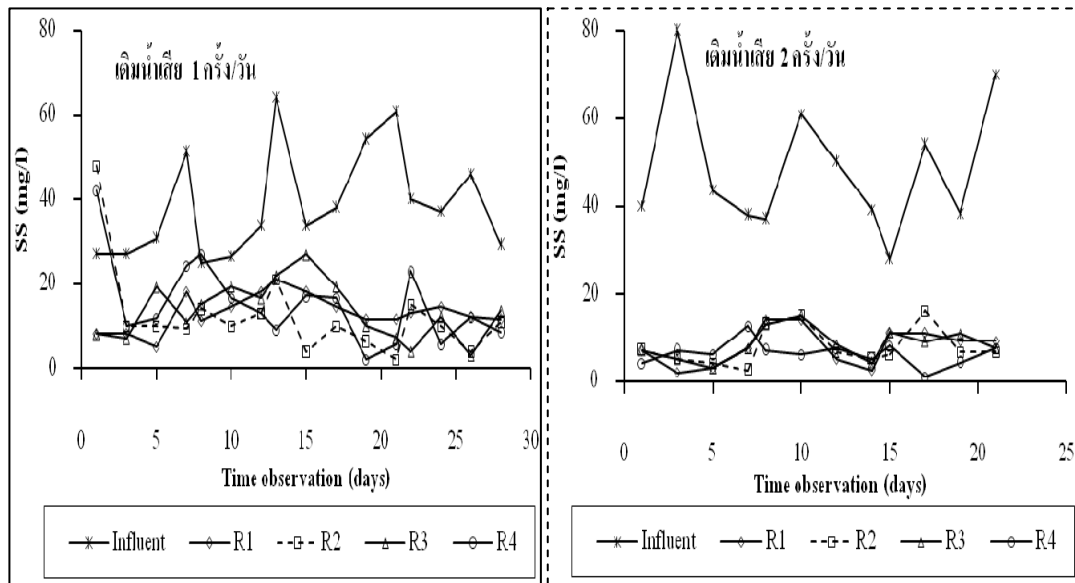 เติมน้ำเสีย 1 ครั้ง/วัน
SS (mg/l)
80
60
40
20
0
0 5 10 15 20 25 30
Time observation (days)
Influent R1 R2 R3 R4
เติมน้ำเสีย 2 ครั้ง/วัน
SS (mg/l)
80
60
40
20
0
0 5 10 15 20 25
Time observation (days)
Influent R1 R2 R3 R4